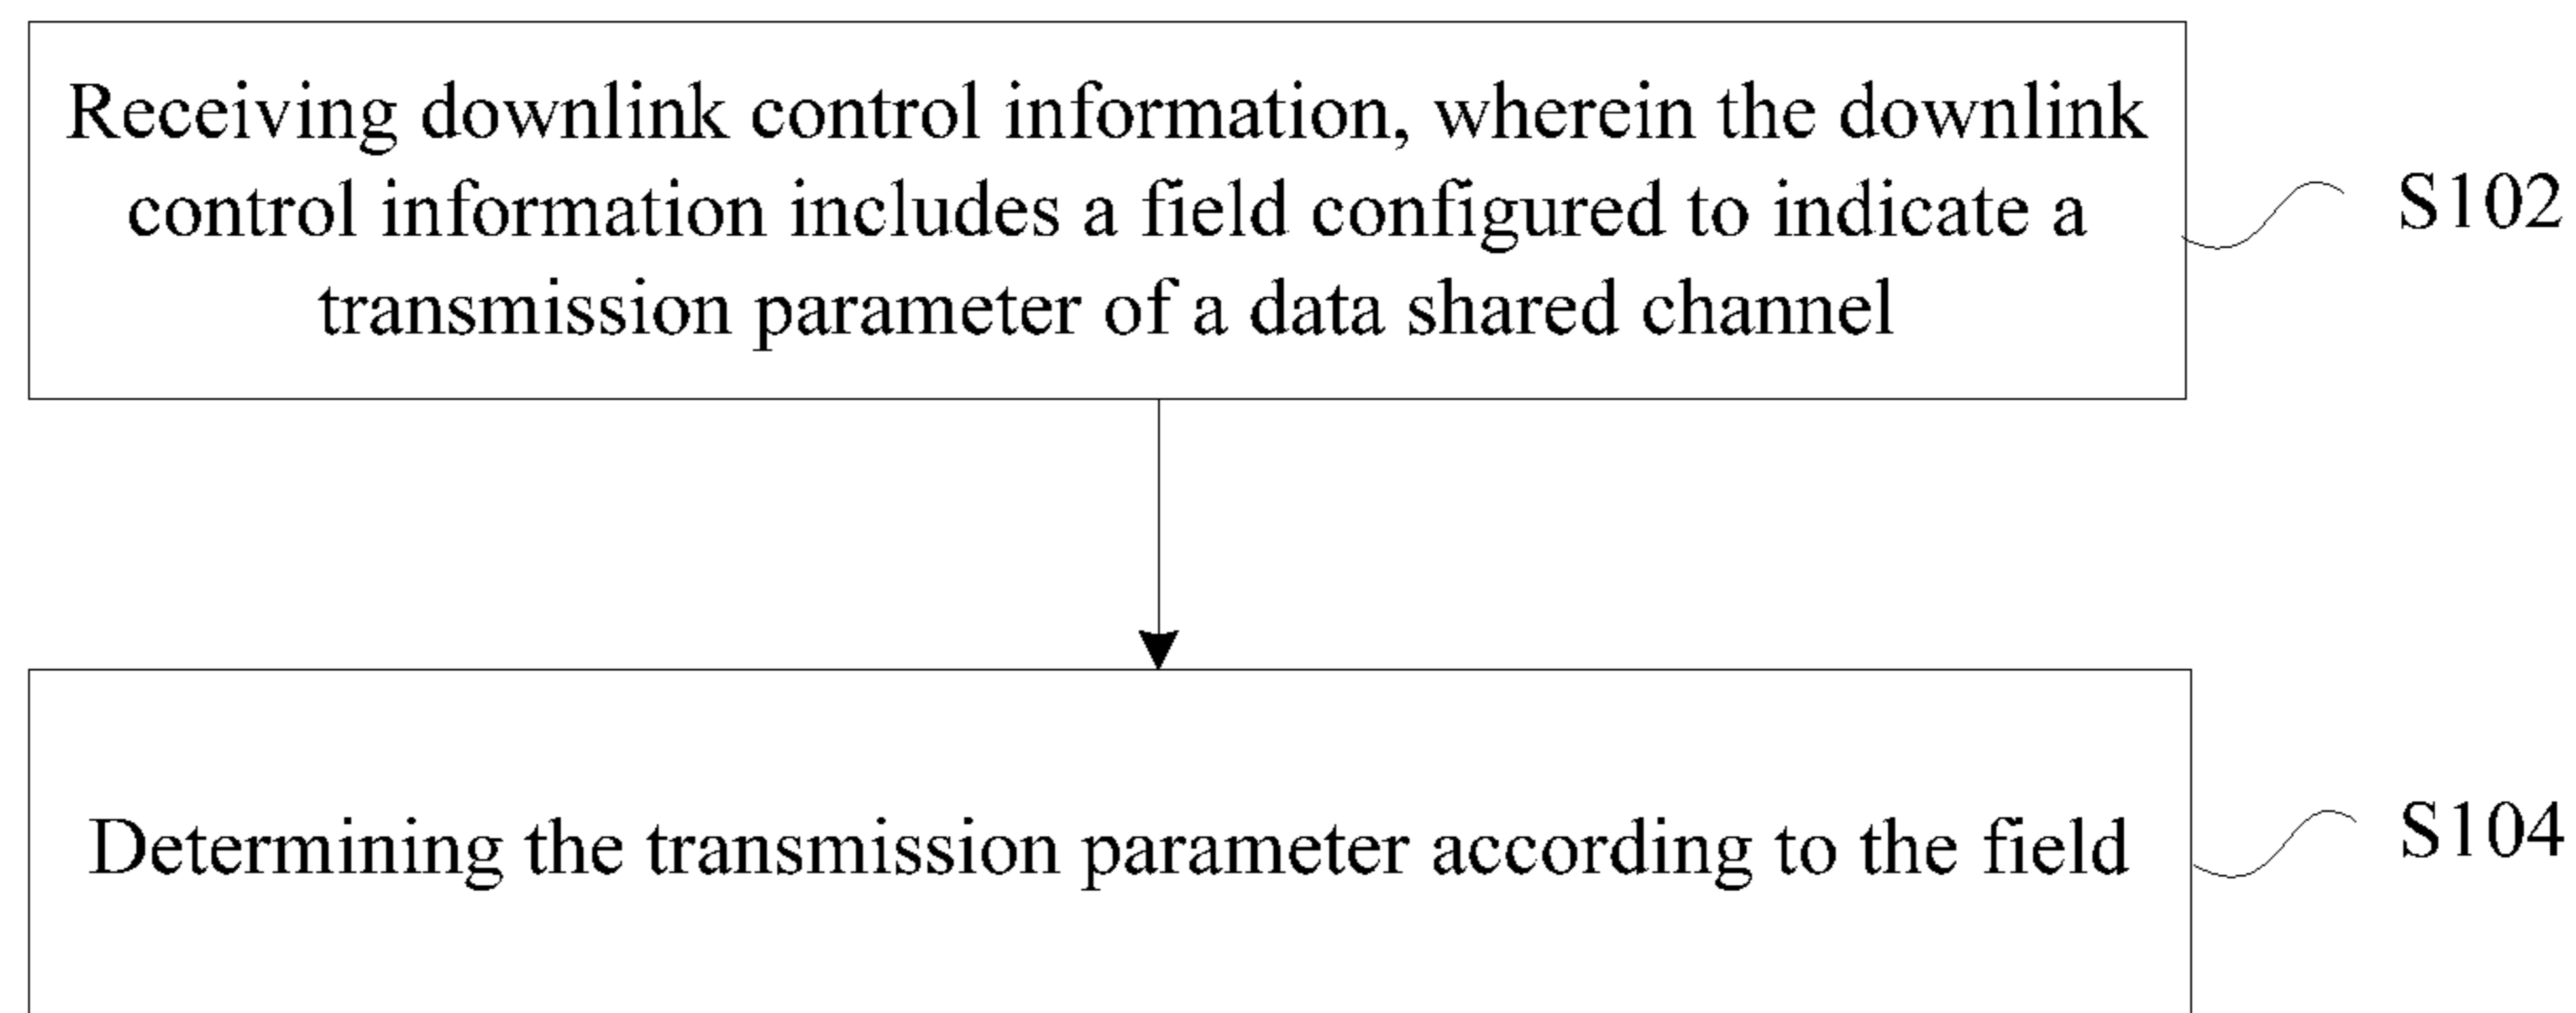 Receiving downlink control information, wherein the downlink
control information includes a field configured to indicate a
transmission parameter of a data shared channel
S102
Determining the transmission parameter according to the field
S104